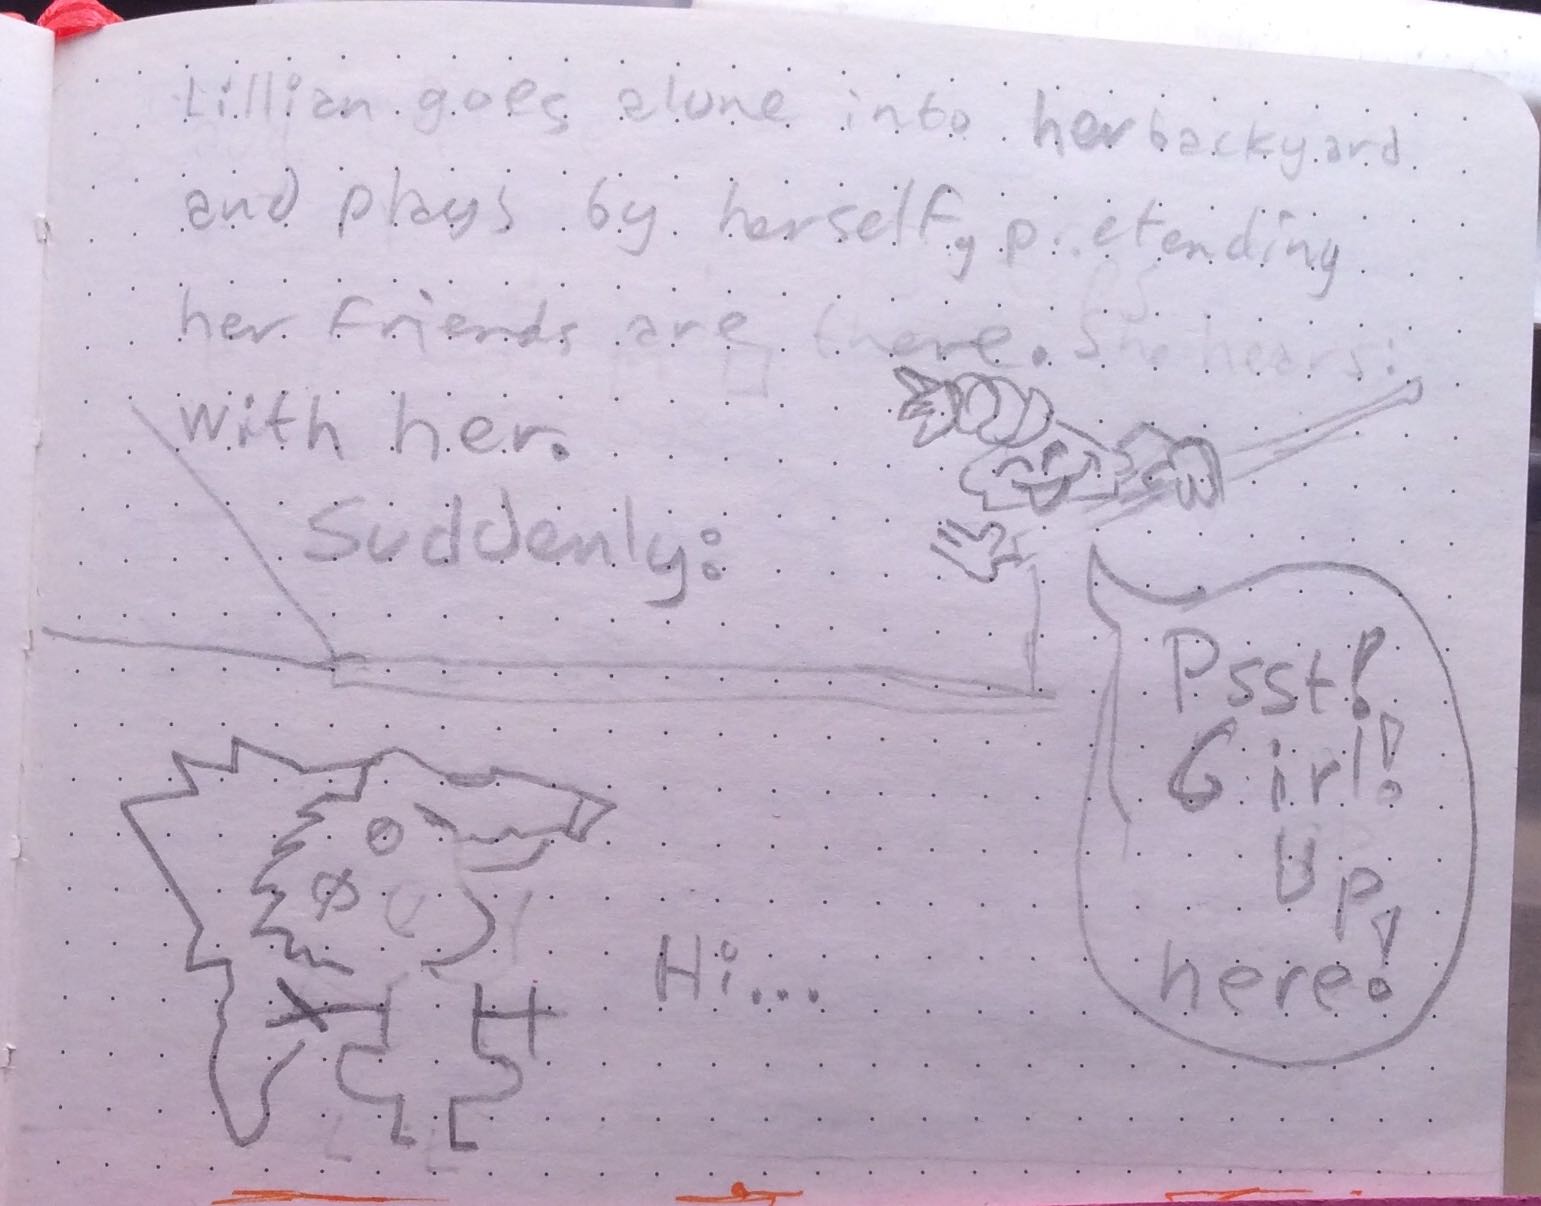 Lillian goes alone into her backyard
and plays by herself, pretending
her friends are there. She hears:
with her.
Suddenly:
Psst!
Girl!
Up
here!
Hi...